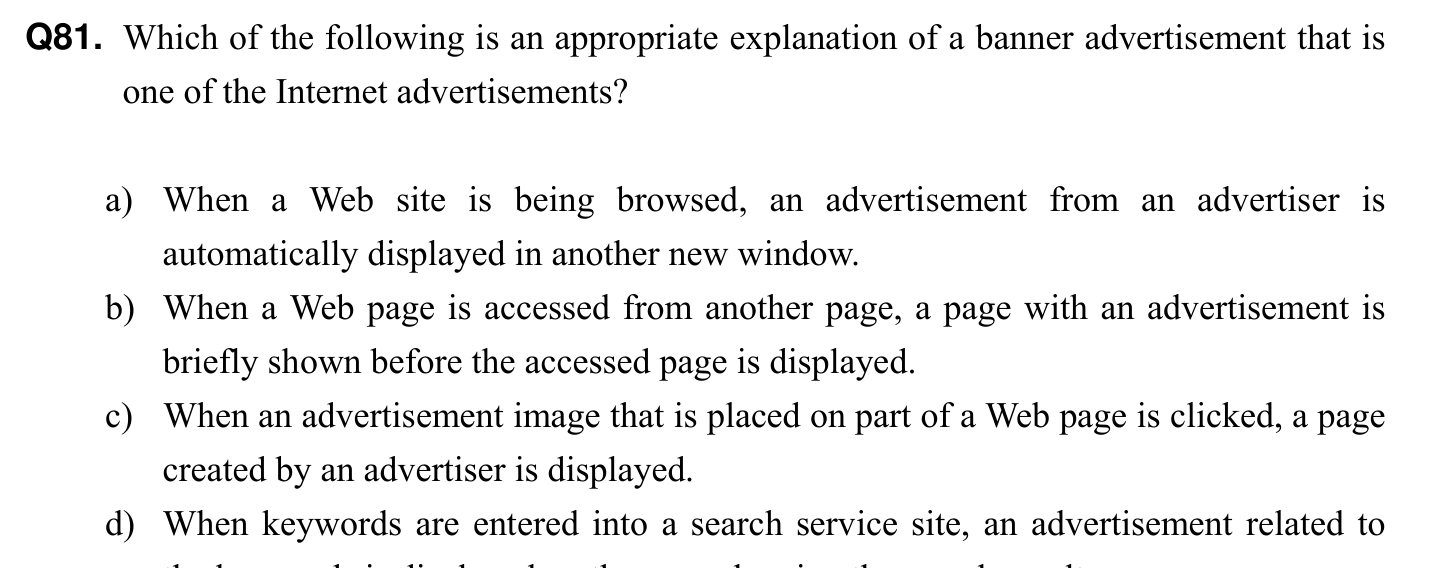 Q81. Which of the following is an appropriate explanation of a banner advertisement that is
one of the Internet advertisements?
a) When a Web site is being browsed, an advertisement from an advertiser is
automatically displayed in another new window.
b) When a Web page is accessed from another page, a page with an advertisement is
briefly shown before the accessed page is displayed.
c) When an advertisement image that is placed on part of a Web page is clicked, a page
created by an advertiser is displayed.
d) When keywords are entered into a search service site, an advertisement related to